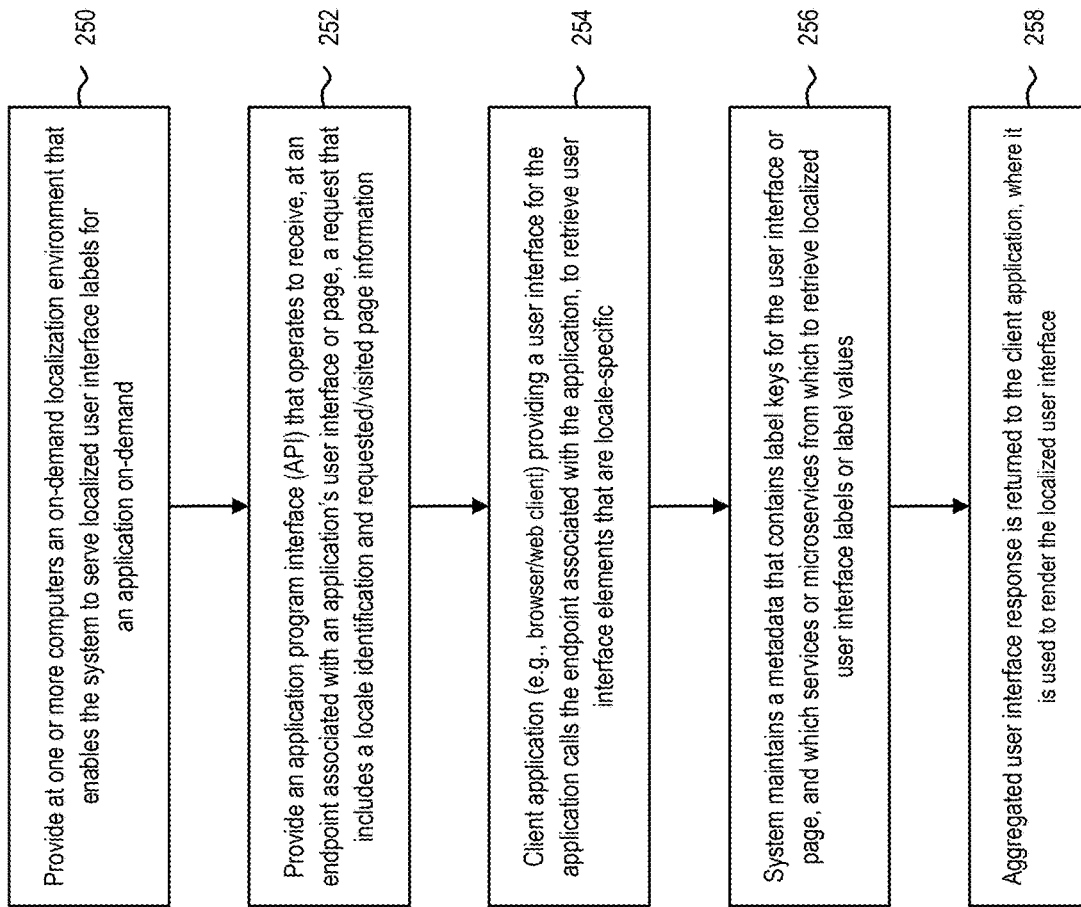 Provide at one or more computers an on-demand localization environment that
enables the system to serve localized user interface labels for
an application on-demand
250
Provide an application program interface (API) that operates to receive, at an
endpoint associated with an application's user interface or page, a request that
includes a locale identification and requested/visited page information
252
Client application (e.g., browser/web client) providing a user interface for the
application calls the endpoint associated with the application, to retrieve user
interface elements that are locale-specific
254
System maintains a metadata that contains label keys for the user interface or
page, and which services or microservices from which to retrieve localized
user interface labels or label values
256
Aggregated user interface response is returned to the client application, where it
is used to render the localized user interface
258